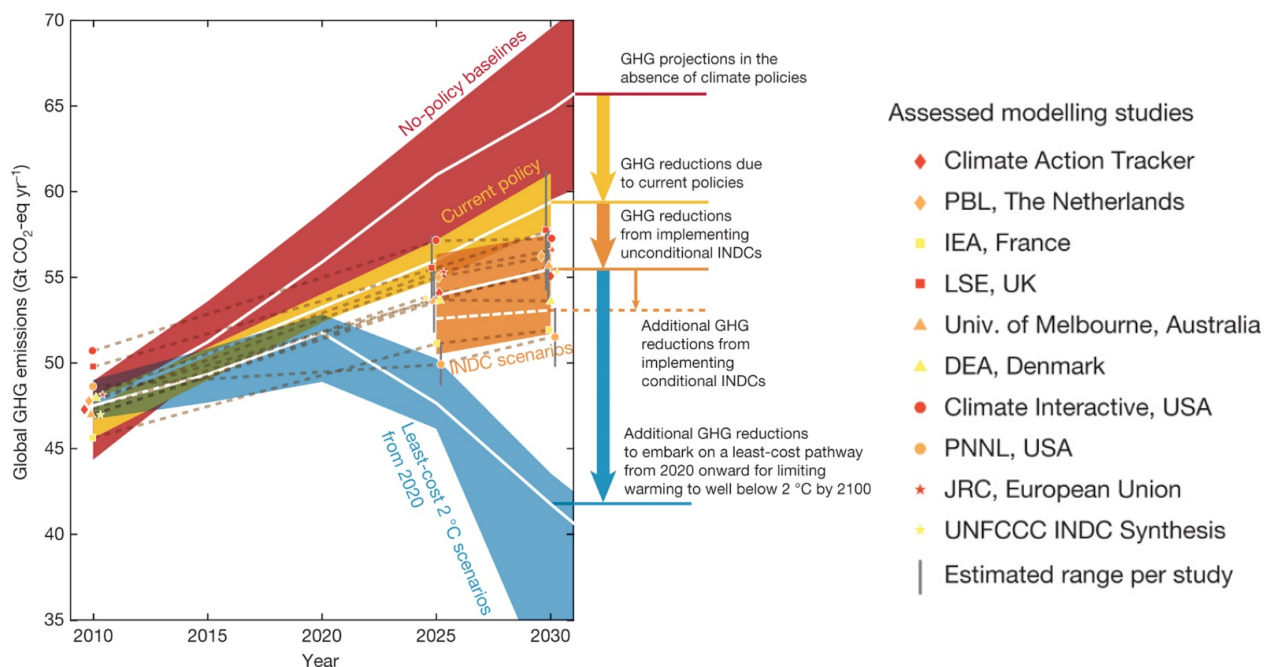 70
65
60
55
50
45
40
35
Global GHG emissions (Gt CO₂-eq yr⁻¹)
2010
2015
2020
2025
2030
Year
No-policy baselines
Current policy
INDC scenarios
Least-cost 2 °C scenarios
from 2020
GHG projections in the
absence of climate policies
GHG reductions due
to current policies
GHG reductions
from implementing
unconditional INDCs
Additional GHG
reductions from
implementing
conditional INDCs
Additional GHG reductions
to embark on a least-cost pathway
from 2020 onward for limiting
warming to well below 2 °C by 2100
Assessed modelling studies
Climate Action Tracker
PBL, The Netherlands
IEA, France
LSE, UK
Univ. of Melbourne, Australia
DEA, Denmark
Climate Interactive, USA
PNNL, USA
JRC, European Union
UNFCCC INDC Synthesis
Estimated range per study